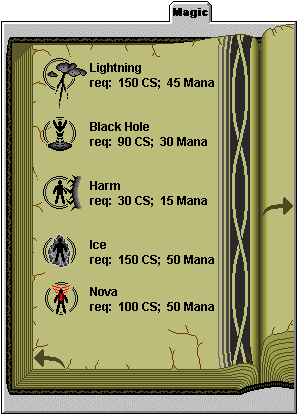 Magic
Lightning
req: 150 CS; 45 Mana
Black Hole
req: 90 CS; 30 Mana
Harm
req: 30 CS; 15 Mana
Ice
req: 150 CS; 50 Mana
Nova
req: 100 CS; 50 Mana